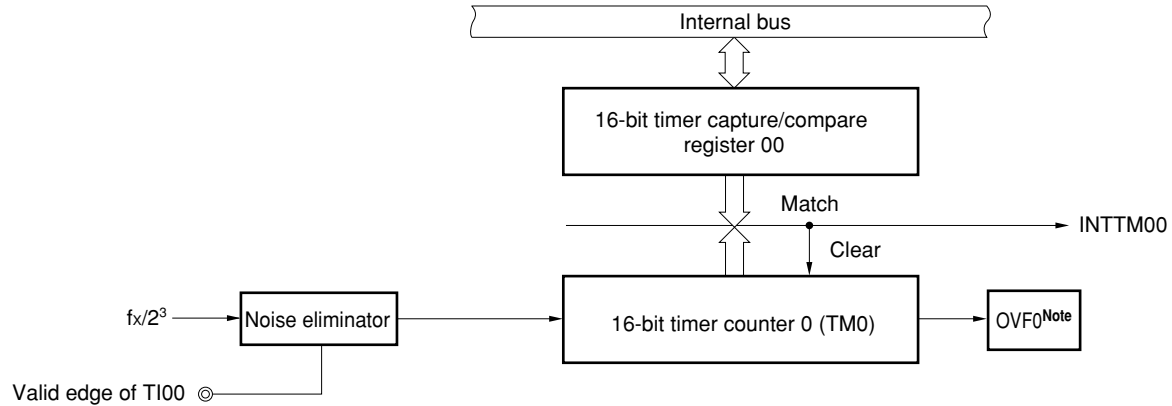 Internal bus
16-bit timer capture/compare
register 00
Match
INTTM00
Clear
fx/2³
Noise eliminator
16-bit timer counter 0 (TM0)
OVF0Note
Valid edge of TI00